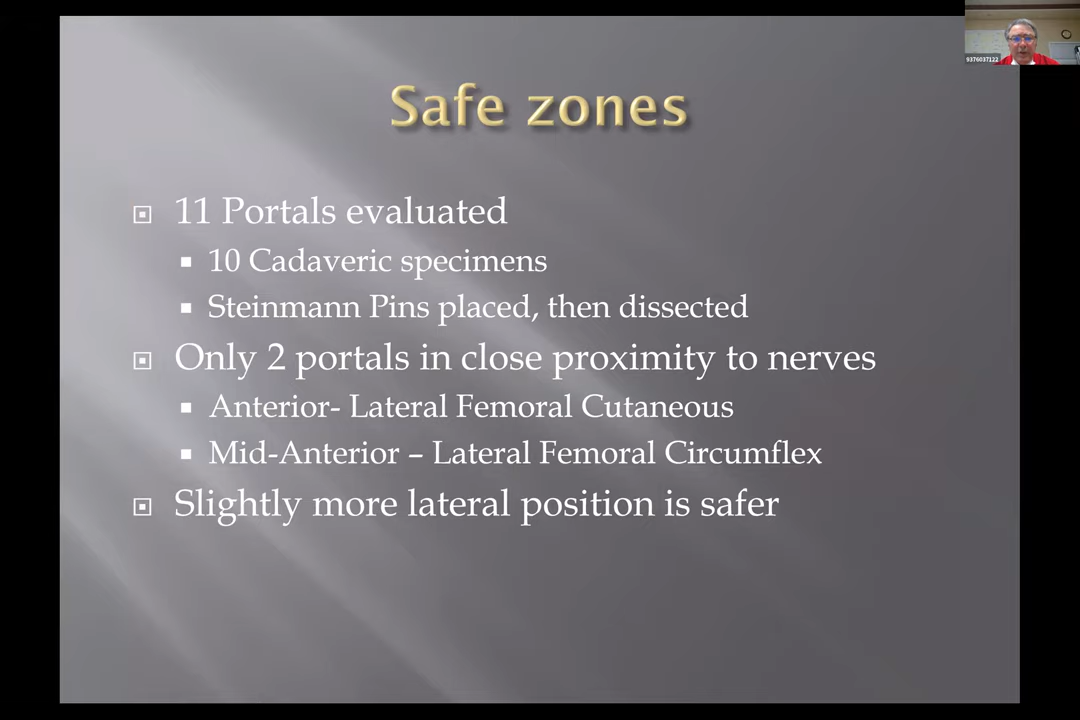 9376037122
Safe zones
11 Portals evaluated
10 Cadaveric specimens
Steinmann Pins placed, then dissected
Only 2 portals in close proximity to nerves
Anterior- Lateral Femoral Cutaneous
Mid-Anterior – Lateral Femoral Circumflex
Slightly more lateral position is safer